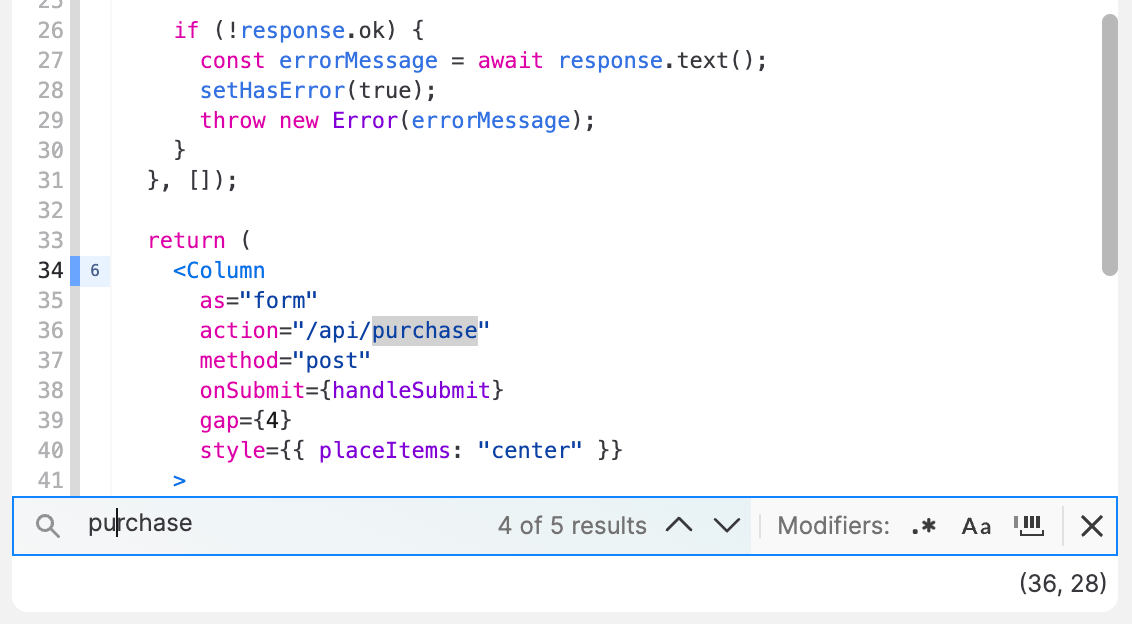 25
26 if (!response.ok) {
27 const errorMessage = await response.text();
28 setHasError(true);
29 throw new Error(errorMessage);
30 }
31 }, []);
32
33 return (
34 6 <Column
35 as="form"
36 action="/api/purchase"
37 method="post"
38 onSubmit={handleSubmit}
39 gap={4}
40 style={{ placeItems: "center" }}
41 >
purchase 4 of 5 results Modifiers: .* Aa
(36, 28)